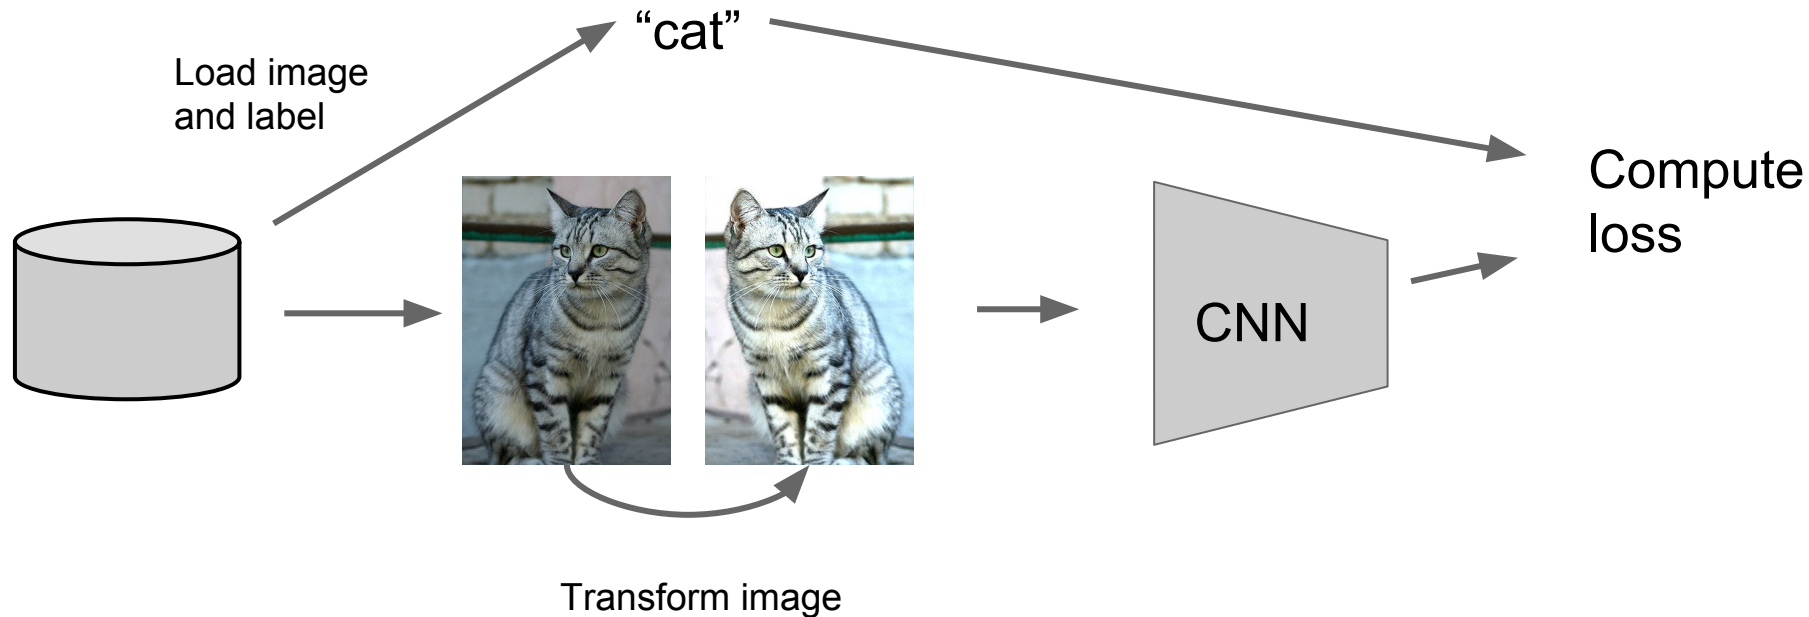 “cat”
Load image
and label
Compute
loss
CNN
Transform image